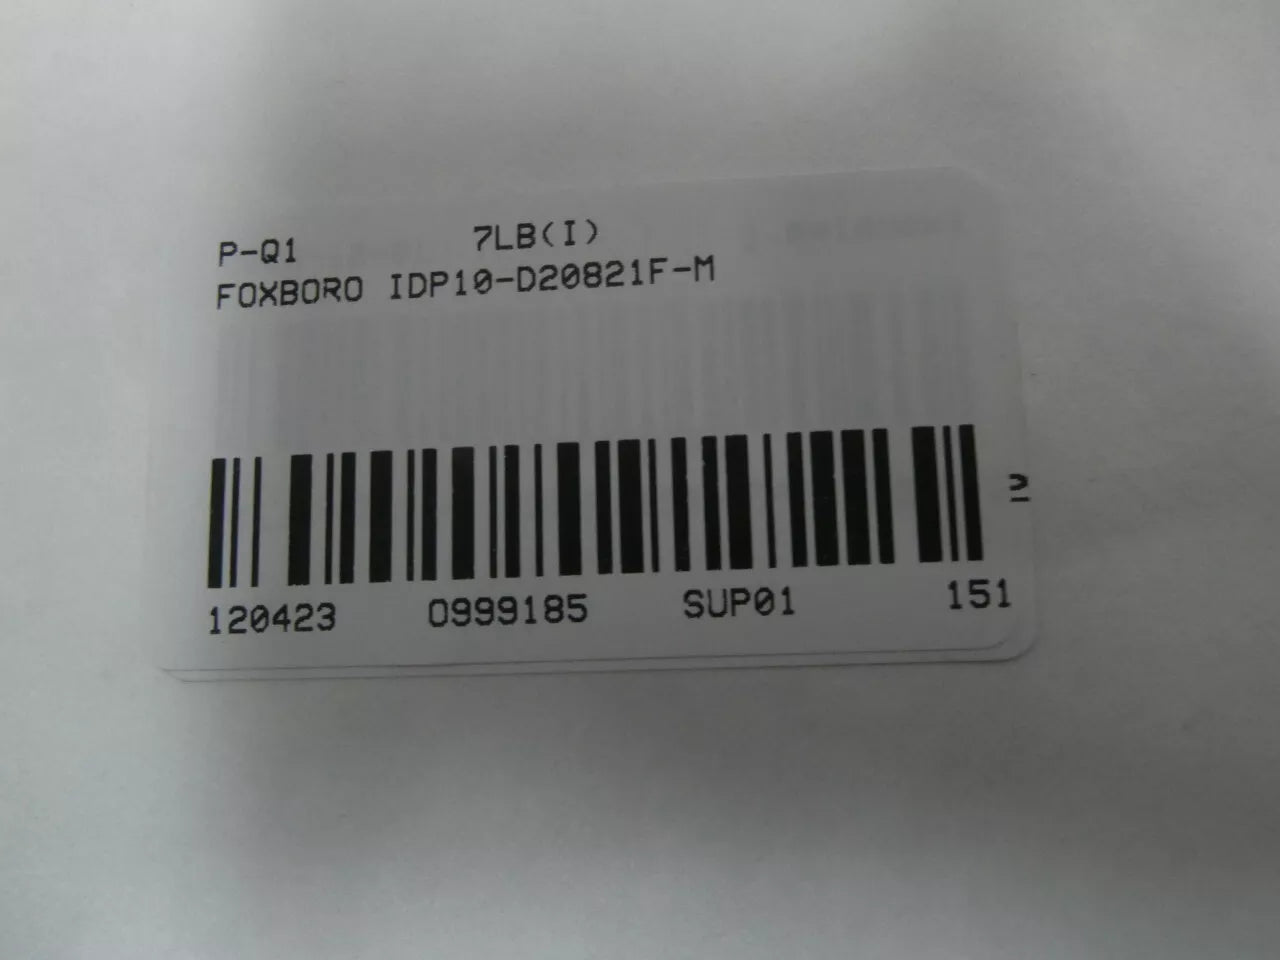 P-Q1 7LB(I)
FOXBORO IDP10-D20821F-M
120423 0999185 SUP01 151